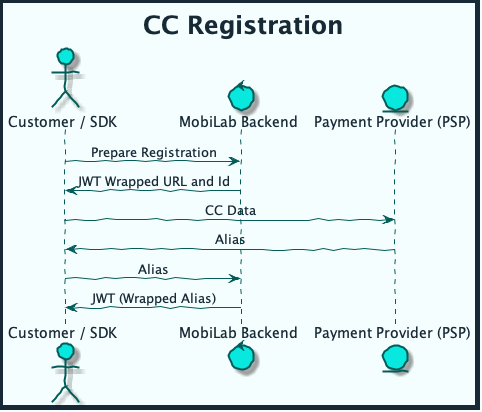 CC Registration
Customer / SDK MobiLab Backend Payment Provider (PSP)
Prepare Registration
JWT Wrapped URL and Id
CC Data
Alias
Alias
JWT (Wrapped Alias)
Customer / SDK MobiLab Backend Payment Provider (PSP)